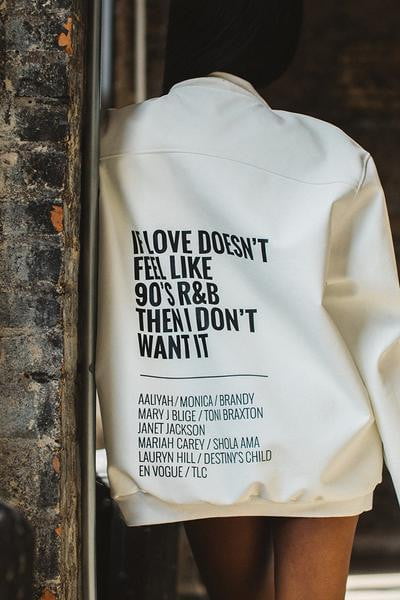 IF LOVE DOESN'T
FEEL LIKE
90'S R&B
THEN I DON'T
WANT IT
AALIYAH / MONICA / BRANDY
MARY J BLIGE / TONI BRAXTON
JANET JACKSON
MARIAH CAREY / SHOLA AMA
LAURYN HILL / DESTINY'S CHILD
EN VOGUE / TLC